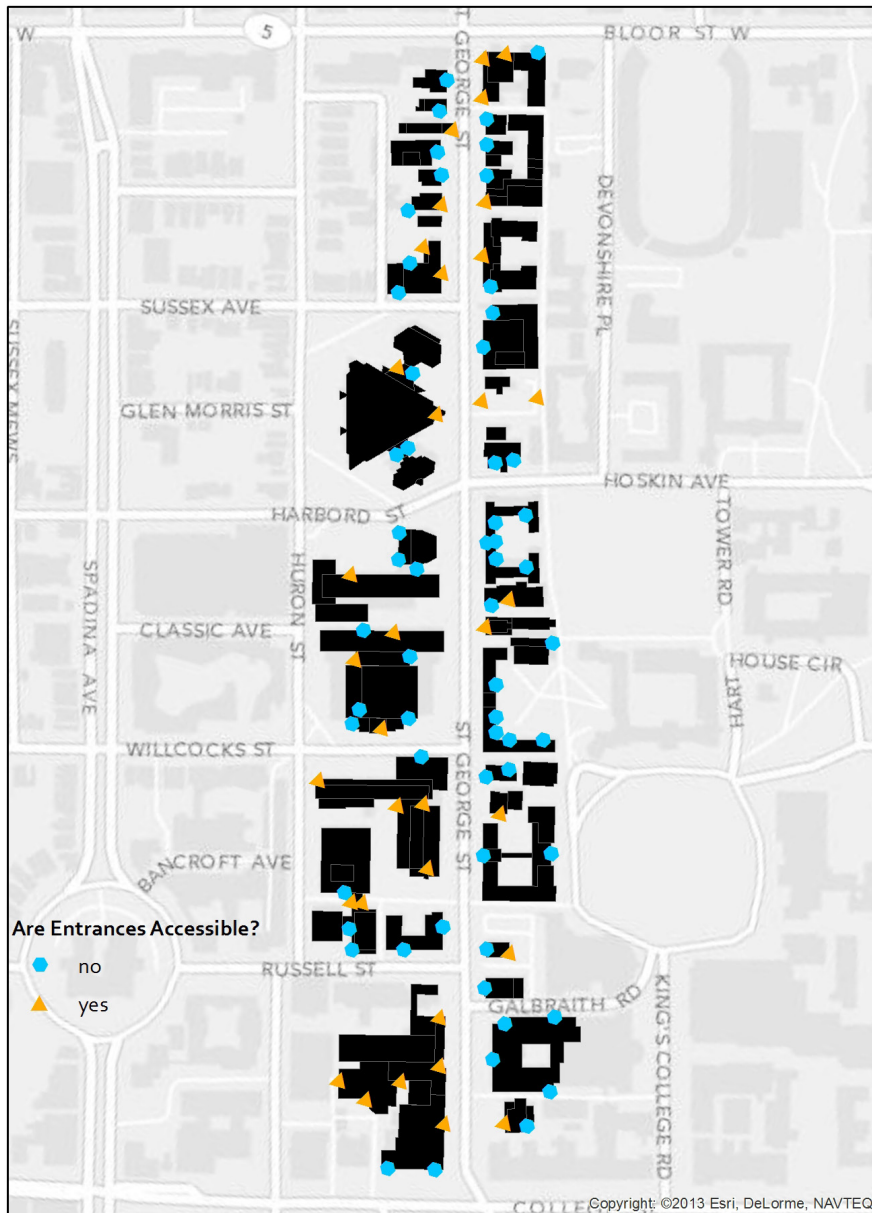 W
5
ST GEORGE ST
BLOOR ST W
DEVONSHIRE PL
SUSSEX AVE
SUSSEX MEWS
GLEN MORRIS ST
HOSKIN AVE
HARBORD ST
TOWER RD
SPADINA AVE
HURON ST
CLASSIC AVE
HOUSE CIR
HART
WILLCOCKS ST
ST GEORGE ST
BANCROFT AVE
Are Entrances Accessible?
no
yes
RUSSELL ST
GALBRAITH RD
KING'S COLLEGE RD
COLLEGE
Copyright: ©2013 Esri, DeLorme, NAVTEQ